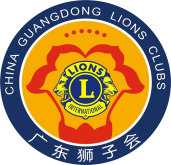 CHINA GUANGDONG LIONS CLUBS
LIONS
L
INTERNATIONAL
广东狮子会